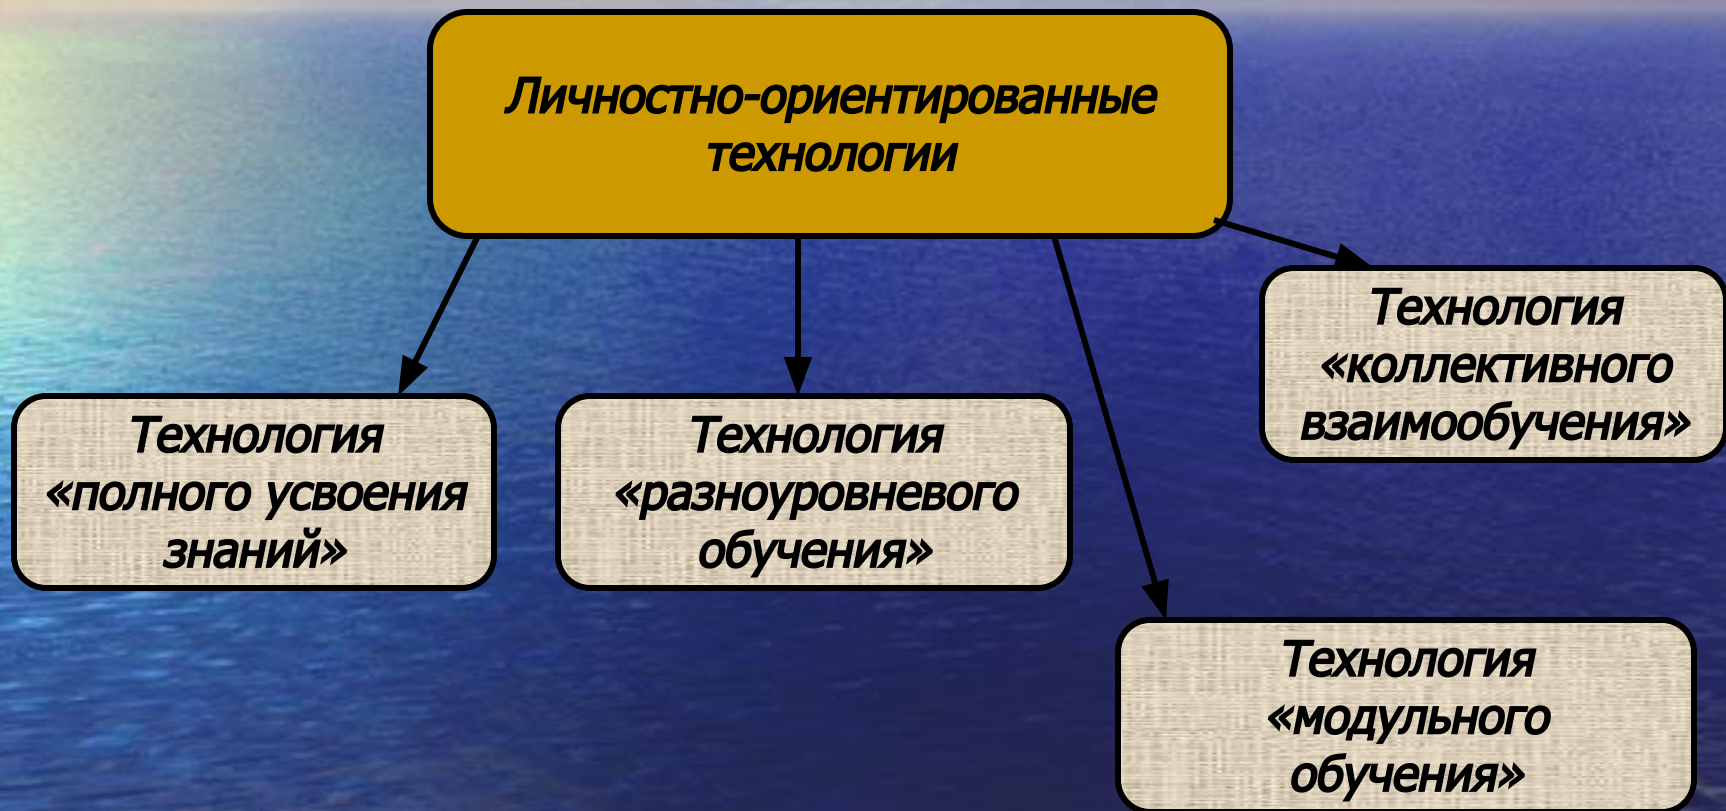 Личностно-ориентированные
технологии
Технология
«полного усвоения
знаний»
Технология
«разноуровневого
обучения»
Технология
«коллективного
взаимообучения»
Технология
«модульного
обучения»